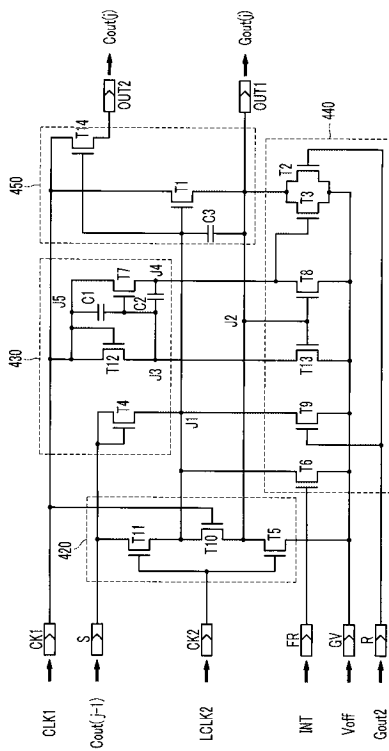 CLK1
Cout(j-1)
LCLK2
INT
Voff
Gout2
CK1
S
CK2
FR
GV
R
420
T11
T10
T5
430
T4
T12
C1
C2
T7
J5
J3
J4
J1
J2
T6
T9
T13
T8
T3
T2
440
450
T14
T1
C3
OUT2
OUT1
Cout(j)
Gout(j)